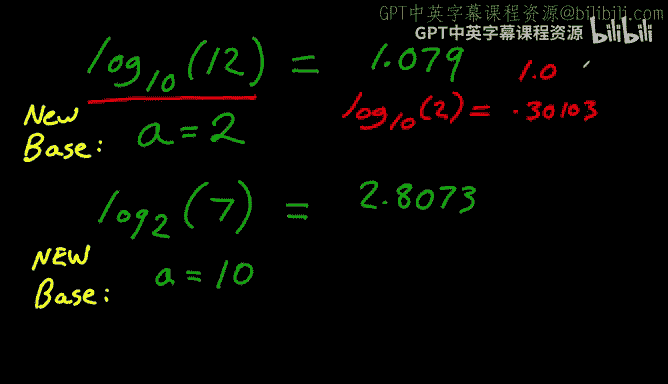 GPT中英字幕课程资源@bilibili.com
GPT中英字幕课程资源 bilibili
log10(12) = 1.079
1.0
New Base: a = 2
log10(2) = .30103
log2(7) = 2.8073
NEW Base: a = 10